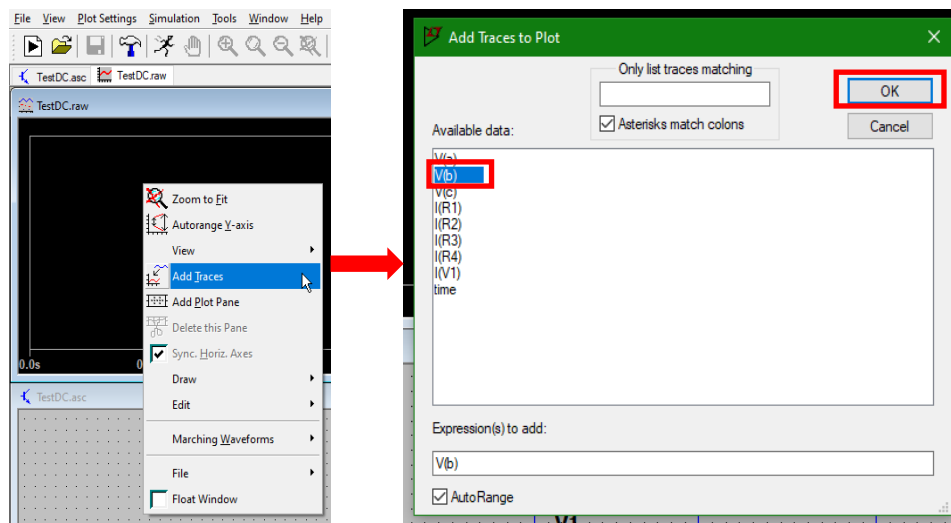 File View Plot Settings Simulation Tools Window Help
TestDC.asc TestDC.raw
TestDC.raw
Zoom to Fit
Autorange Y-axis
View
Add Traces
Add Plot Pane
Delete this Pane
Sync. Horiz. Axes
Draw
Edit
Marching Waveforms
File
Float Window
0.0s
TestDC.asc
Add Traces to Plot
Only list traces matching
Asterisks match colons
OK
Cancel
Available data:
V(a)
V(b)
V(c)
I(R1)
I(R2)
I(R3)
I(R4)
I(V1)
time
Expression(s) to add:
V(b)
AutoRange
V1